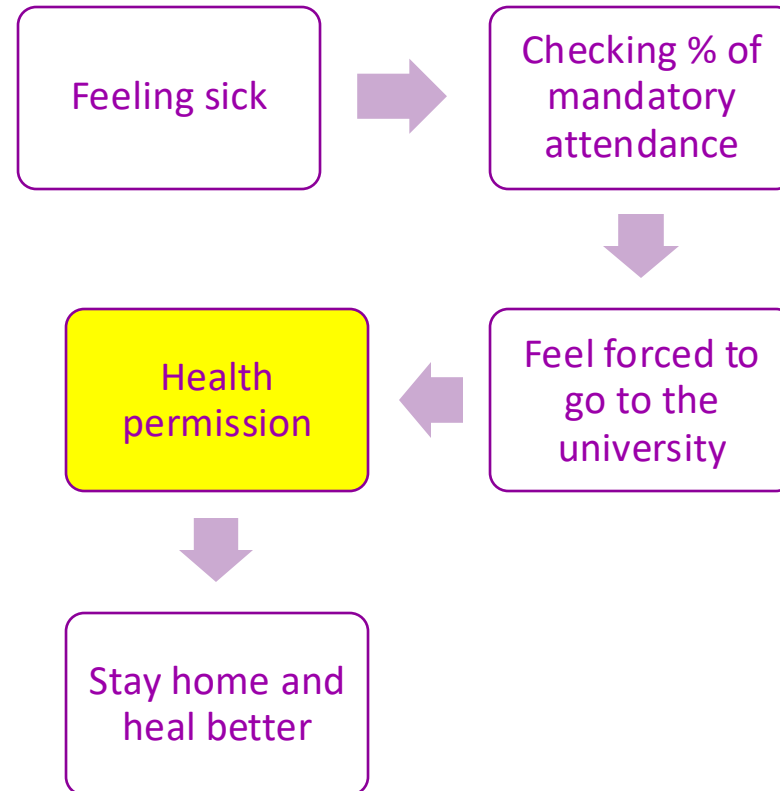 Feeling sick
Checking % of
mandatory
attendance
Feel forced to
go to the
university
Health
permission
Stay home and
heal better